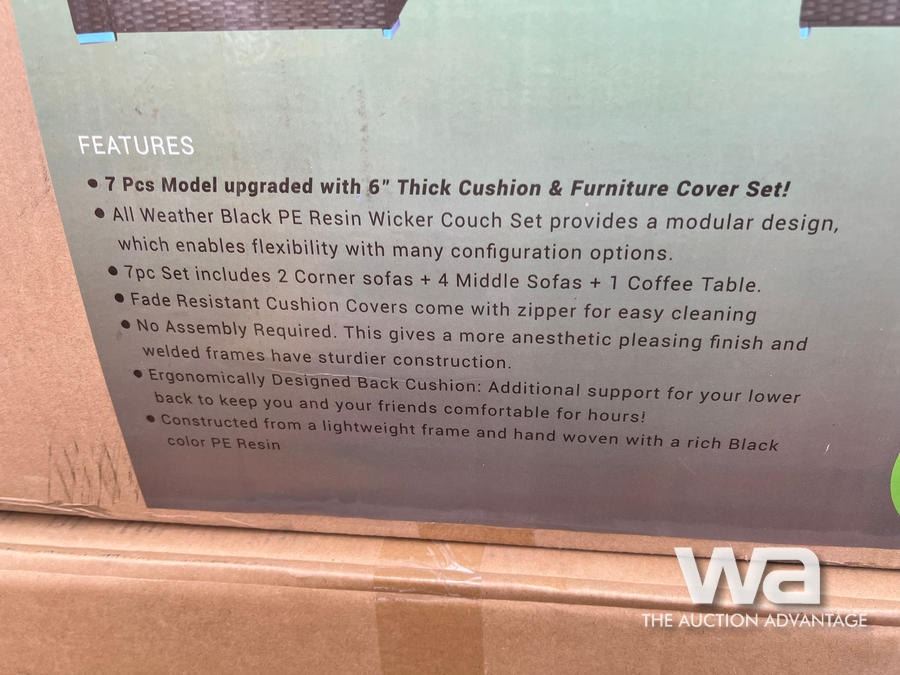 FEATURES
• 7 Pcs Model upgraded with 6" Thick Cushion & Furniture Cover Set!
• All Weather Black PE Resin Wicker Couch Set provides a modular design,
which enables flexibility with many configuration options.
• 7pc Set includes 2 Corner sofas + 4 Middle Sofas + 1 Coffee Table.
• Fade Resistant Cushion Covers come with zipper for easy cleaning
• No Assembly Required. This gives a more anesthetic pleasing finish and
welded frames have sturdier construction.
• Ergonomically Designed Back Cushion: Additional support for your lower
back to keep you and your friends comfortable for hours!
• Constructed from a lightweight frame and hand woven with a rich Black
color PE Resin
wa
THE AUCTION ADVANTAGE